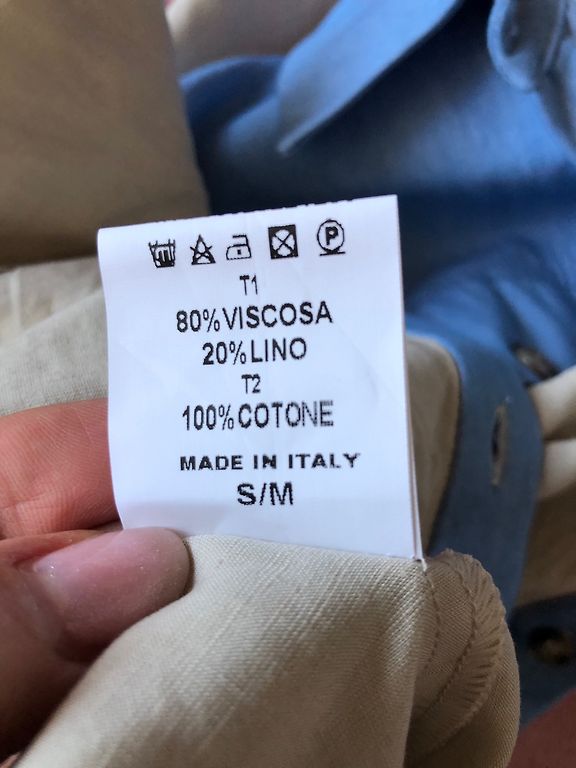 P
T1
80%VISCOSA
20%LINO
T2
100%COTONE
MADE IN ITALY
S/M